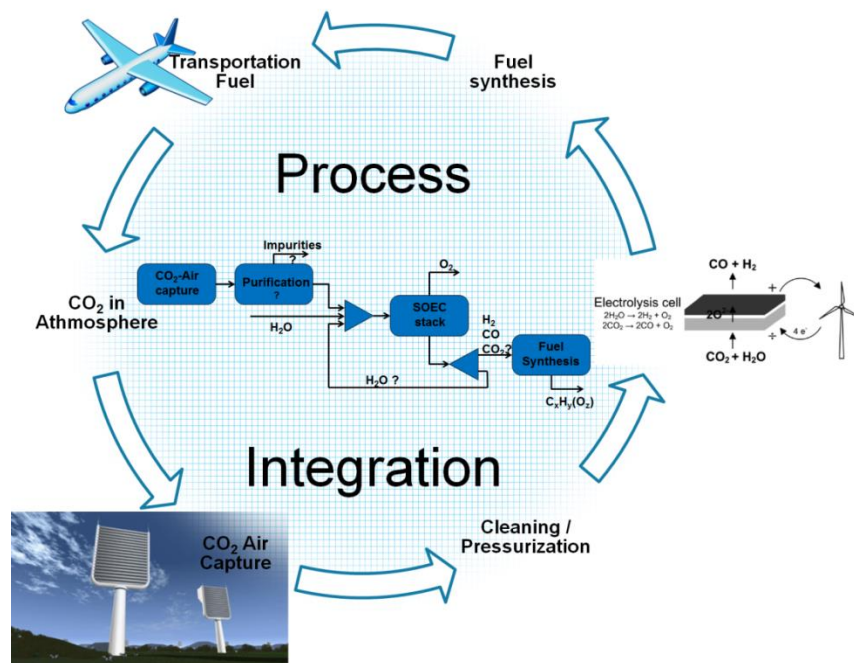 Transportation
Fuel
Fuel
synthesis
Process
Impurities
?
CO₂-Air
capture
Purification
?
O₂
SOEC
stack
H₂O
H₂
CO
CO₂?
Fuel
Synthesis
H₂O ?
CₓHᵧ(O_z)
CO₂ in
Athmosphere
CO + H₂
Electrolysis cell
2H₂O → 2H₂ + O₂
2CO₂ → 2CO + O₂
+
2O²⁻
4 e⁻
÷
CO₂ + H₂O
Integration
CO₂ Air
Capture
Cleaning /
Pressurization